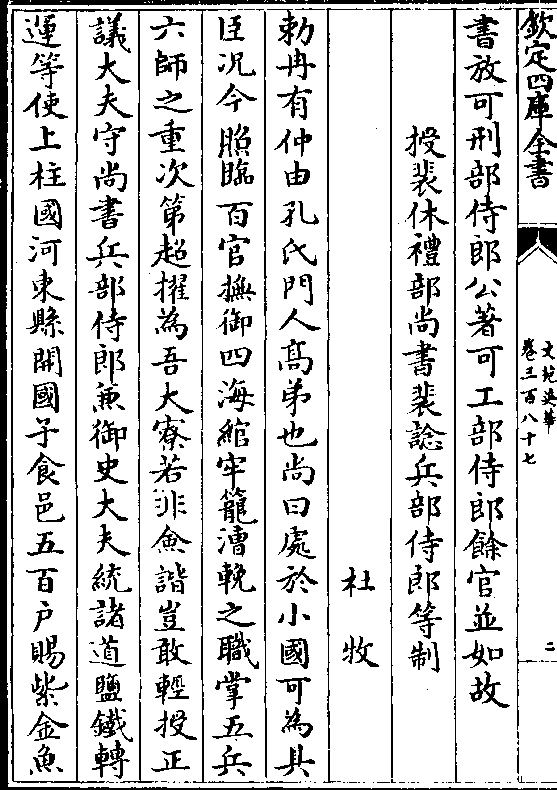 欽定四庫全書
文苑英華
卷三百八十七
二
書放可刑部侍郎公著可工部侍郎餘官並如故
授裴休禮部尚書裴諗兵部侍郎等制
杜牧
勅冉有仲由孔氏門人髙弟也尚曰處於小國可為具
臣况今照臨百官撫御四海綰牢籠漕輓之職掌五兵
六師之重次第超擢為吾大寮若非僉諧豈敢輕授正
議大夫守尚書兵部侍郎兼御史大夫統諸道鹽鐵轉
運等使上柱國河東縣開國子食邑五百户賜紫金魚